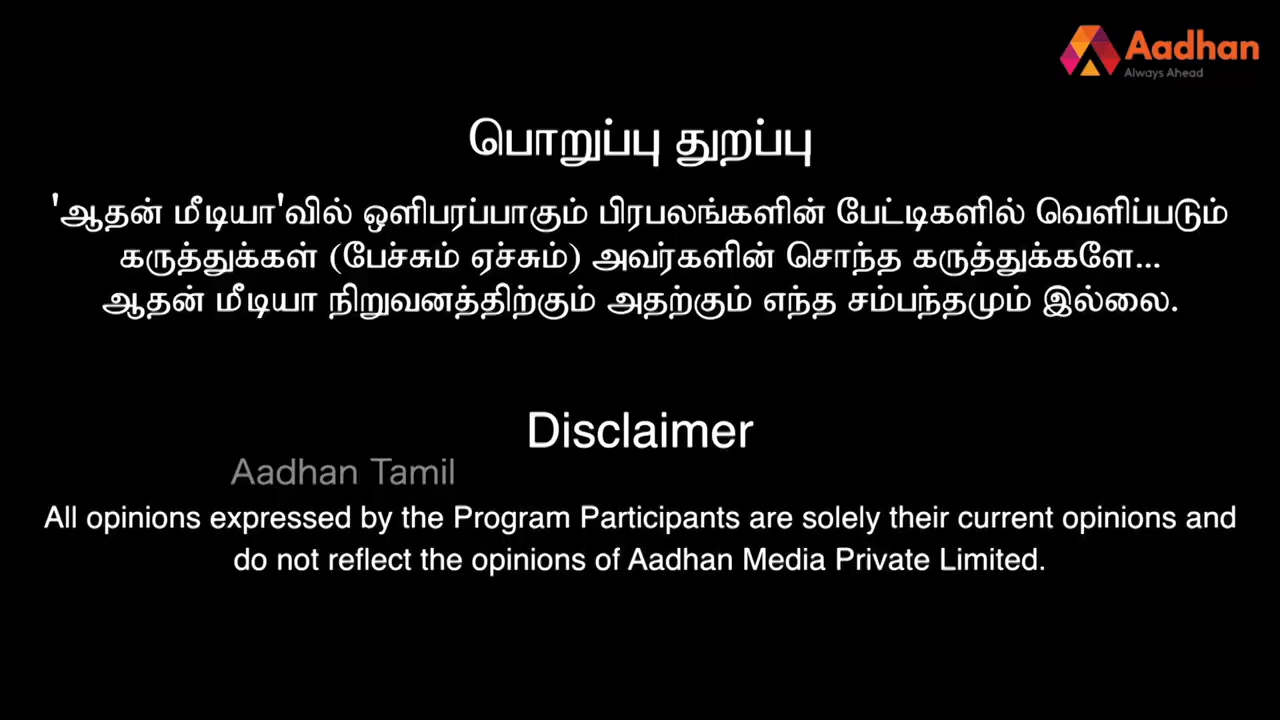 Aadhan
Always Ahead
பொறுப்பு துறப்பு
'ஆதன் மீடியா'வில் ஒளிபரப்பாகும் பிரபலங்களின் பேட்டிகளில் வெளிப்படும்
கருத்துக்கள் (பேச்சும் ஏச்சும்) அவர்களின் சொந்த கருத்துக்களே...
ஆதன் மீடியா நிறுவனத்திற்கும் அதற்கும் எந்த சம்பந்தமும் இல்லை.
Disclaimer
Aadhan Tamil
All opinions expressed by the Program Participants are solely their current opinions and
do not reflect the opinions of Aadhan Media Private Limited.